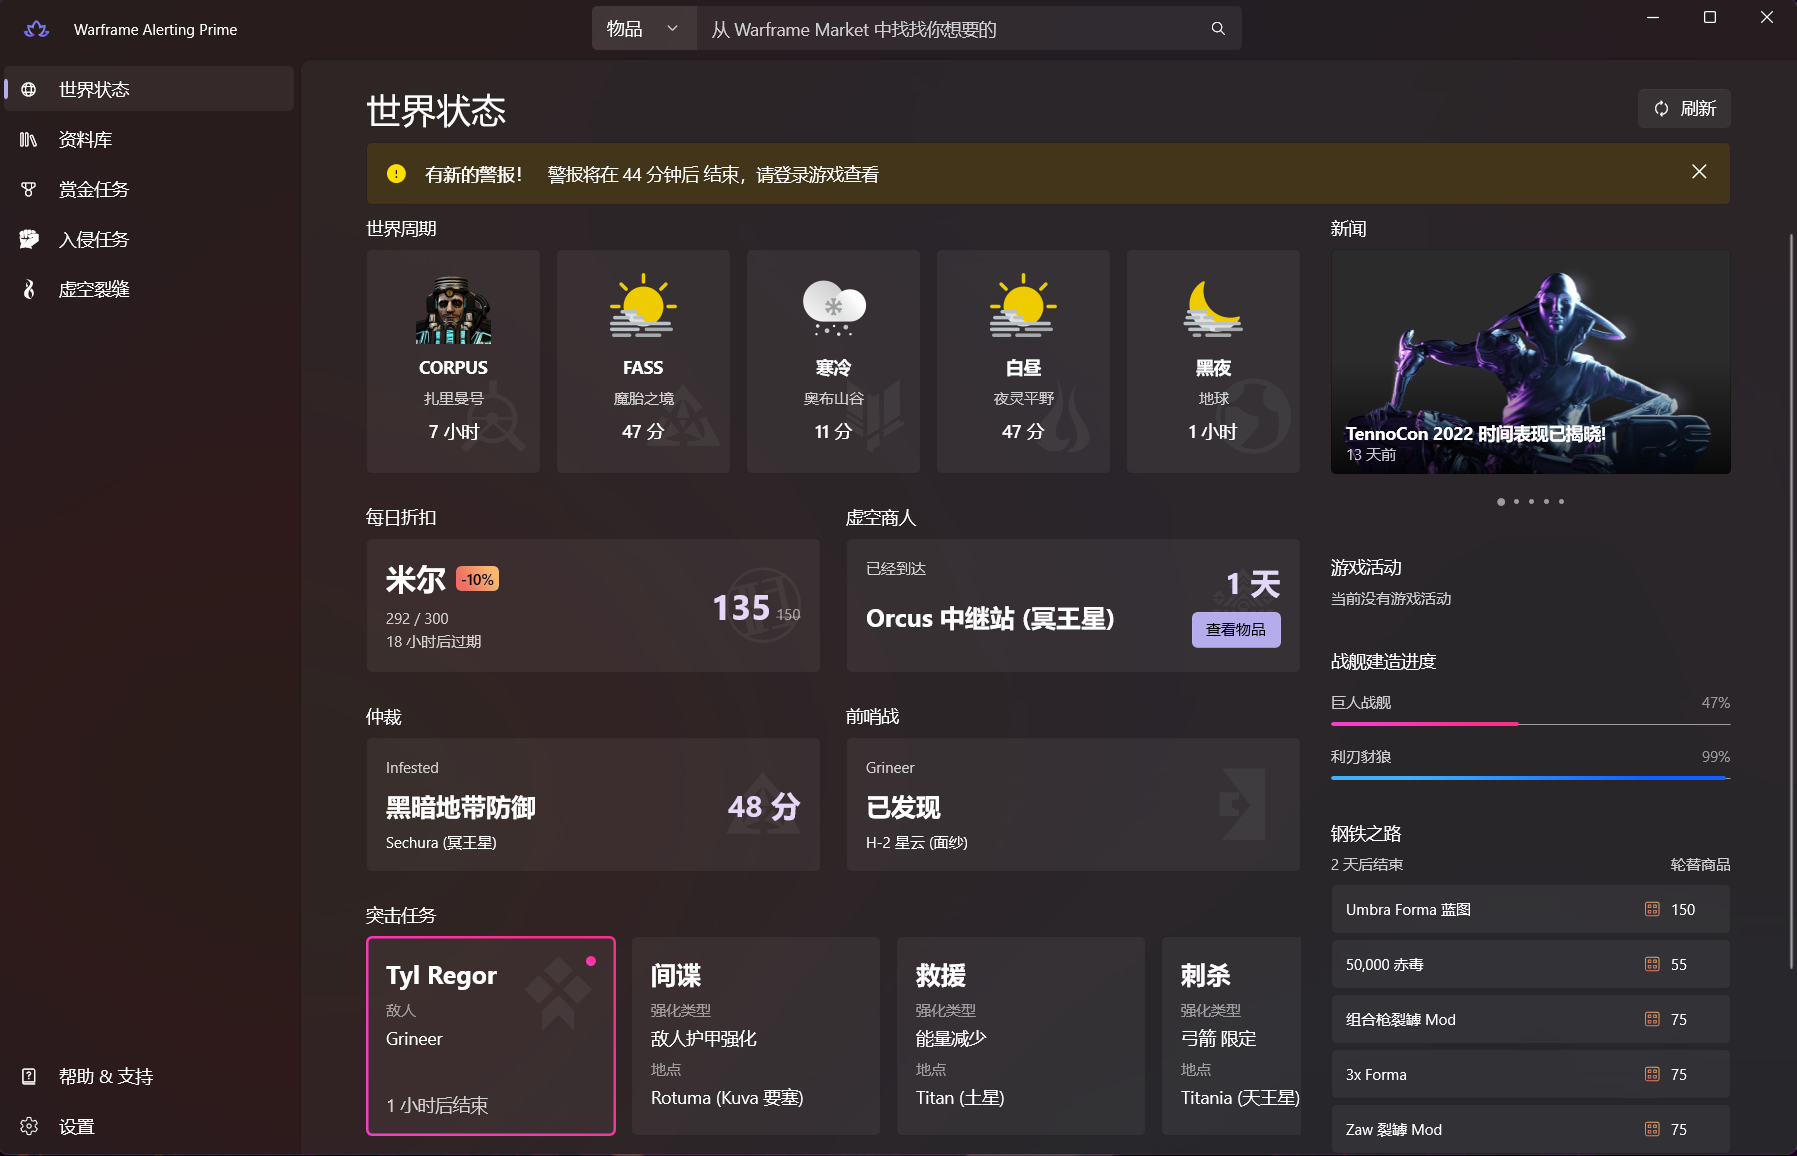 Warframe Alerting Prime
物品
从 Warframe Market 中找找你想要的
世界状态
资料库
赏金任务
入侵任务
虚空裂缝
帮助 & 支持
设置
世界状态
刷新
有新的警报！ 警报将在 44 分钟后 结束，请登录游戏查看
世界周期
CORPUS
扎里曼号
7 小时
FASS
魔胎之境
47 分
寒冷
奥布山谷
11 分
白昼
夜灵平野
47 分
黑夜
地球
1 小时
每日折扣
米尔 -10%
292 / 300
18 小时后过期
135 150
虚空商人
已经到达
Orcus 中继站 (冥王星)
1 天
查看物品
仲裁
Infested
黑暗地带防御
Sechura (冥王星)
48 分
前哨战
Grineer
已发现
H-2 星云 (面纱)
突击任务
Tyl Regor
敌人
Grineer
1 小时后结束
间谍
强化类型
敌人护甲强化
地点
Rotuma (Kuva 要塞)
救援
强化类型
能量减少
地点
Titan (土星)
刺杀
强化类型
弓箭 限定
地点
Titania (天王星)
新闻
TennoCon 2022 时间表现已揭晓!
13 天前
游戏活动
当前没有游戏活动
战舰建造进度
巨人战舰 47%
利刃豺狼 99%
钢铁之路
2 天后结束 轮替商品
Umbra Forma 蓝图 150
50,000 赤毒 55
组合枪裂罅 Mod 75
3x Forma 75
Zaw 裂罅 Mod 75